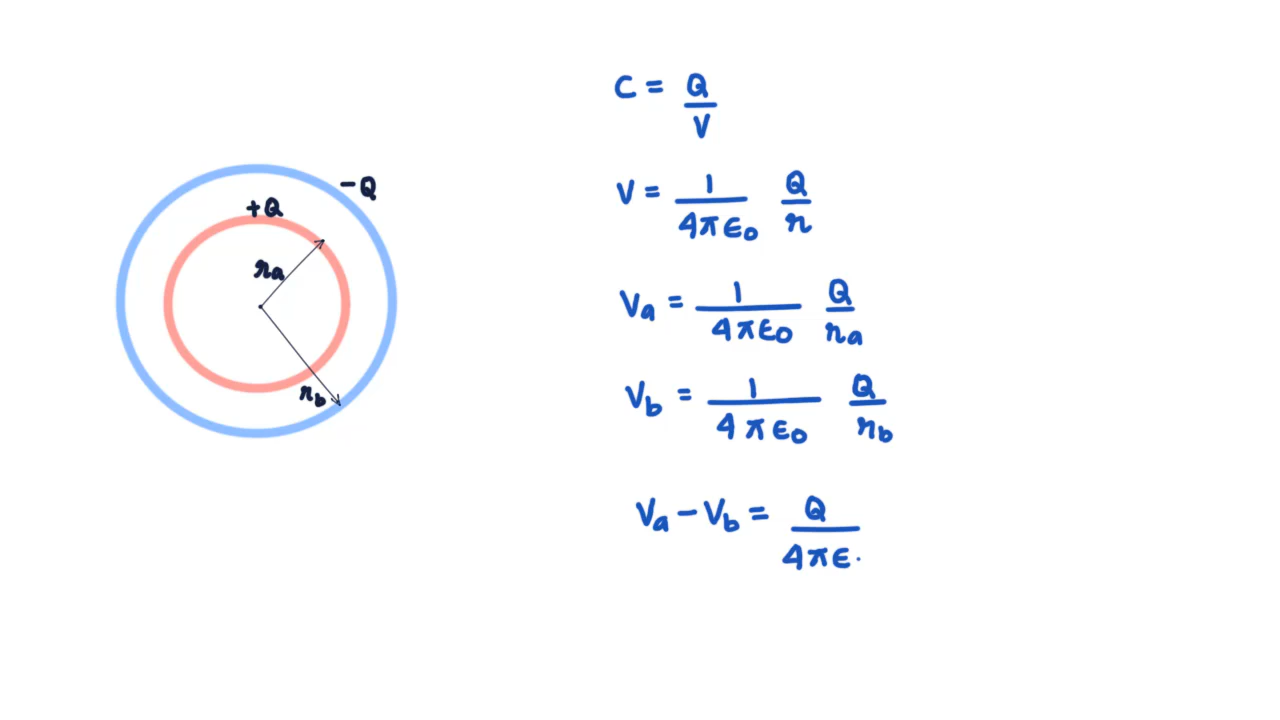 -Q
+Q
ra
rb
C = Q/V
V = 1/4πε0 Q/r
Va = 1/4πε0 Q/ra
Vb = 1/4πε0 Q/rb
Va - Vb = Q/4πε.